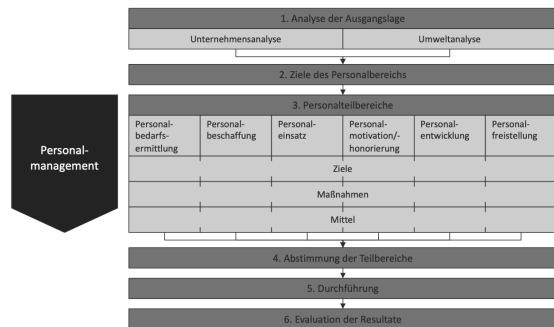 1. Analyse der Ausgangslage
Unternehmensanalyse
Umweltanalyse
2. Ziele des Personalbereichs
Personal-
management
3. Personalteilbereiche
Personal-
bedarfs-
ermittlung
Personal-
beschaffung
Personal-
einsatz
Personal-
motivation/-
honorierung
Personal-
entwicklung
Personal-
freistellung
Ziele
Maßnahmen
Mittel
4. Abstimmung der Teilbereiche
5. Durchführung
6. Evaluation der Resultate